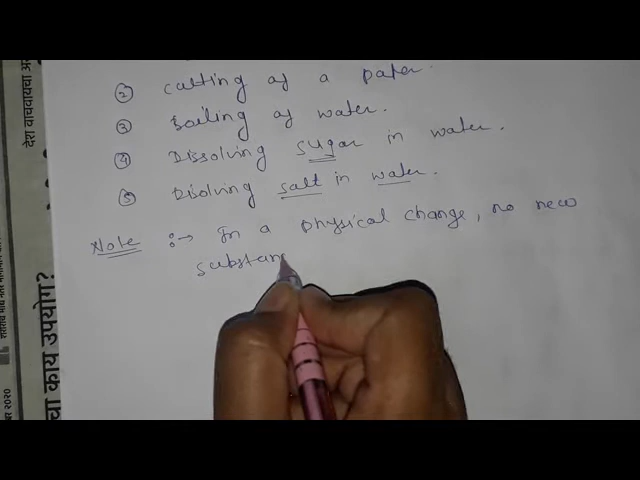 ② Cutting of a paper.
③ Boiling of water.
④ Dissolving sugar in water.
⑤ Disolving salt in water.
Note :→ In a physical change, no new
substan
देश वाचवायचा
चा काय उपयोग?
२०२०